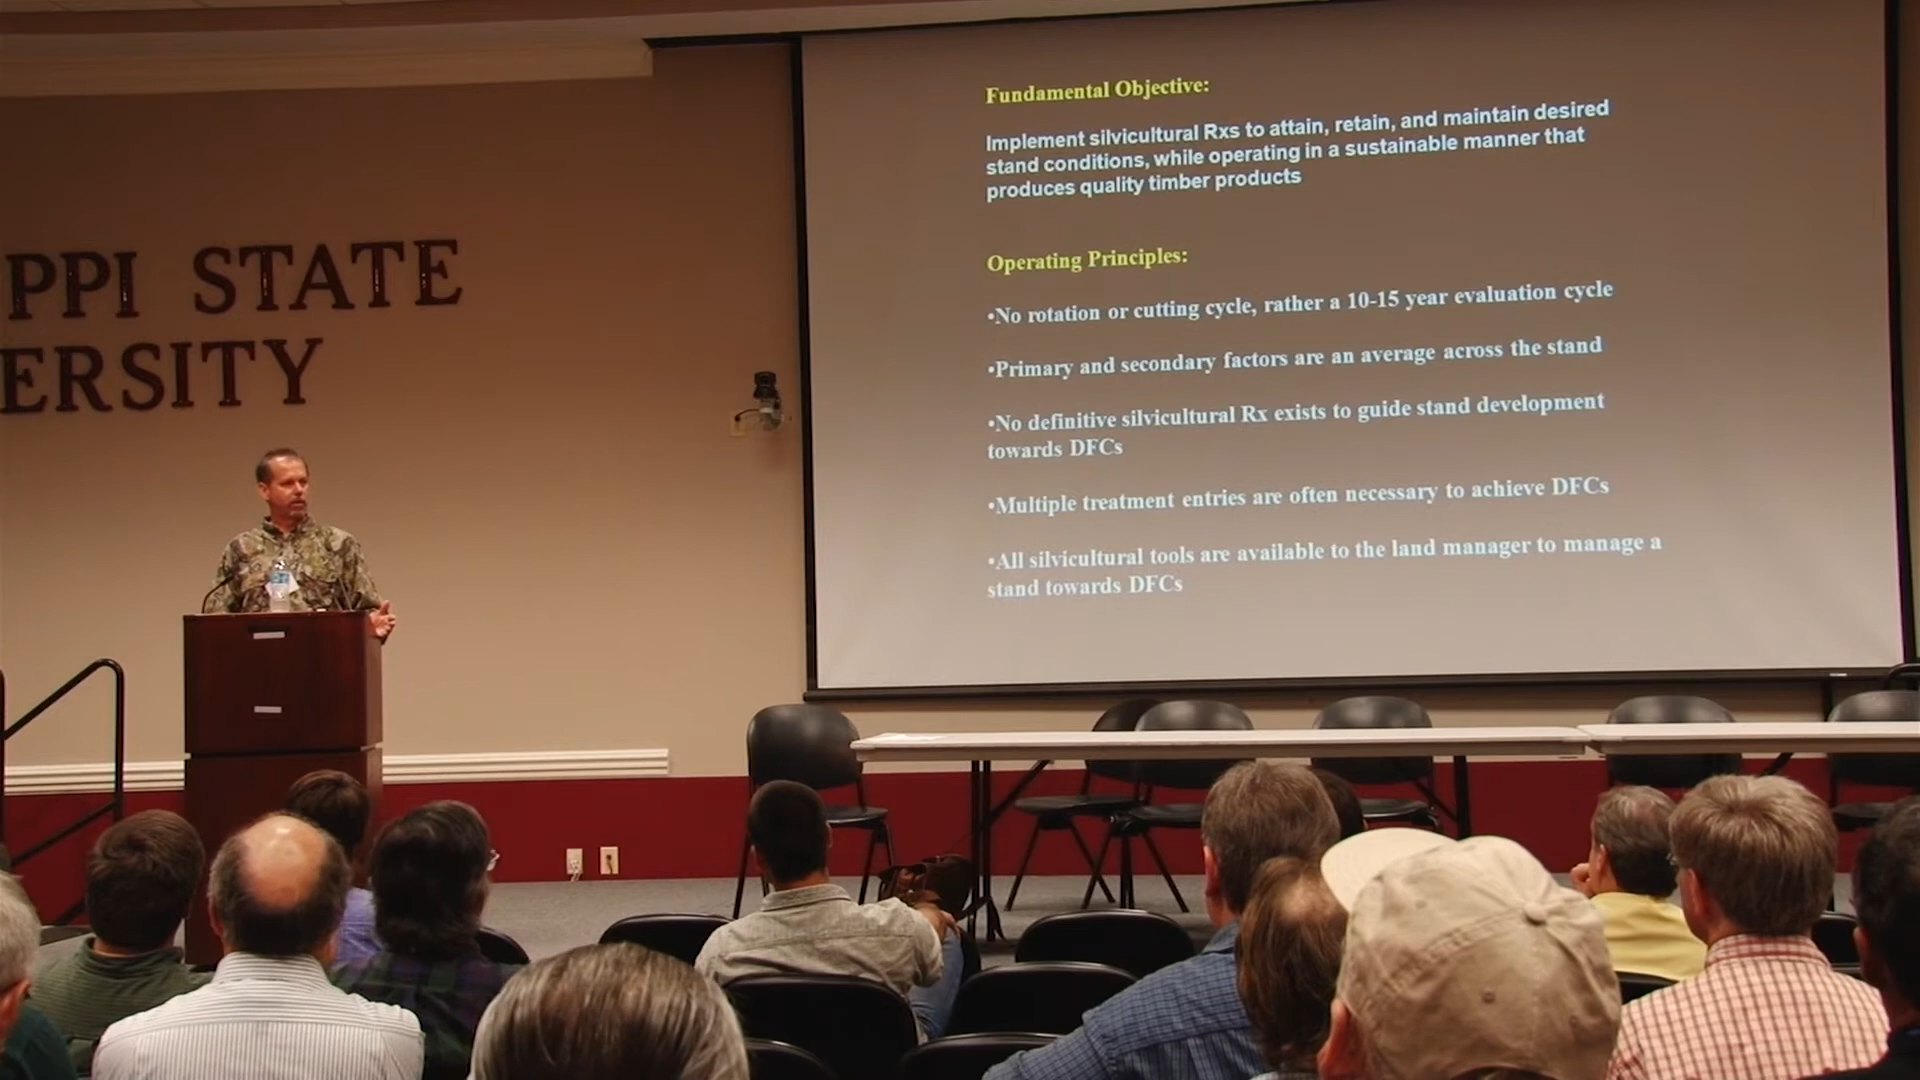 PPI STATE
ERSITY
Fundamental Objective:
Implement silvicultural Rxs to attain, retain, and maintain desired
stand conditions, while operating in a sustainable manner that
produces quality timber products
Operating Principles:
•No rotation or cutting cycle, rather a 10-15 year evaluation cycle
•Primary and secondary factors are an average across the stand
•No definitive silvicultural Rx exists to guide stand development
towards DFCs
•Multiple treatment entries are often necessary to achieve DFCs
•All silvicultural tools are available to the land manager to manage a
stand towards DFCs